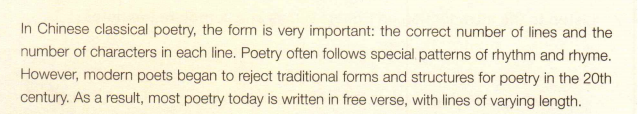 In Chinese classical poetry, the form is very important: the correct number of lines and the
number of characters in each line. Poetry often follows special patterns of rhythm and rhyme.
However, modern poets began to reject traditional forms and structures for poetry in the 20th
century. As a result, most poetry today is written in free verse, with lines of varying length.